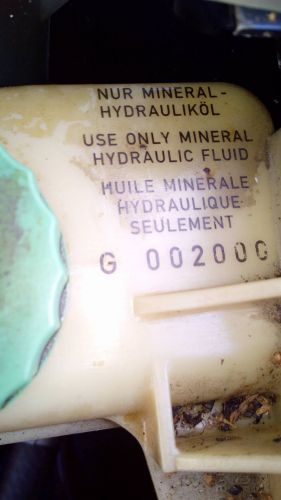 NUR MINERAL-
HYDRAULIKÖL
USE ONLY MINERAL
HYDRAULIC FLUID
HUILE MINERALE
HYDRAULIQUE
SEULEMENT
G 002000